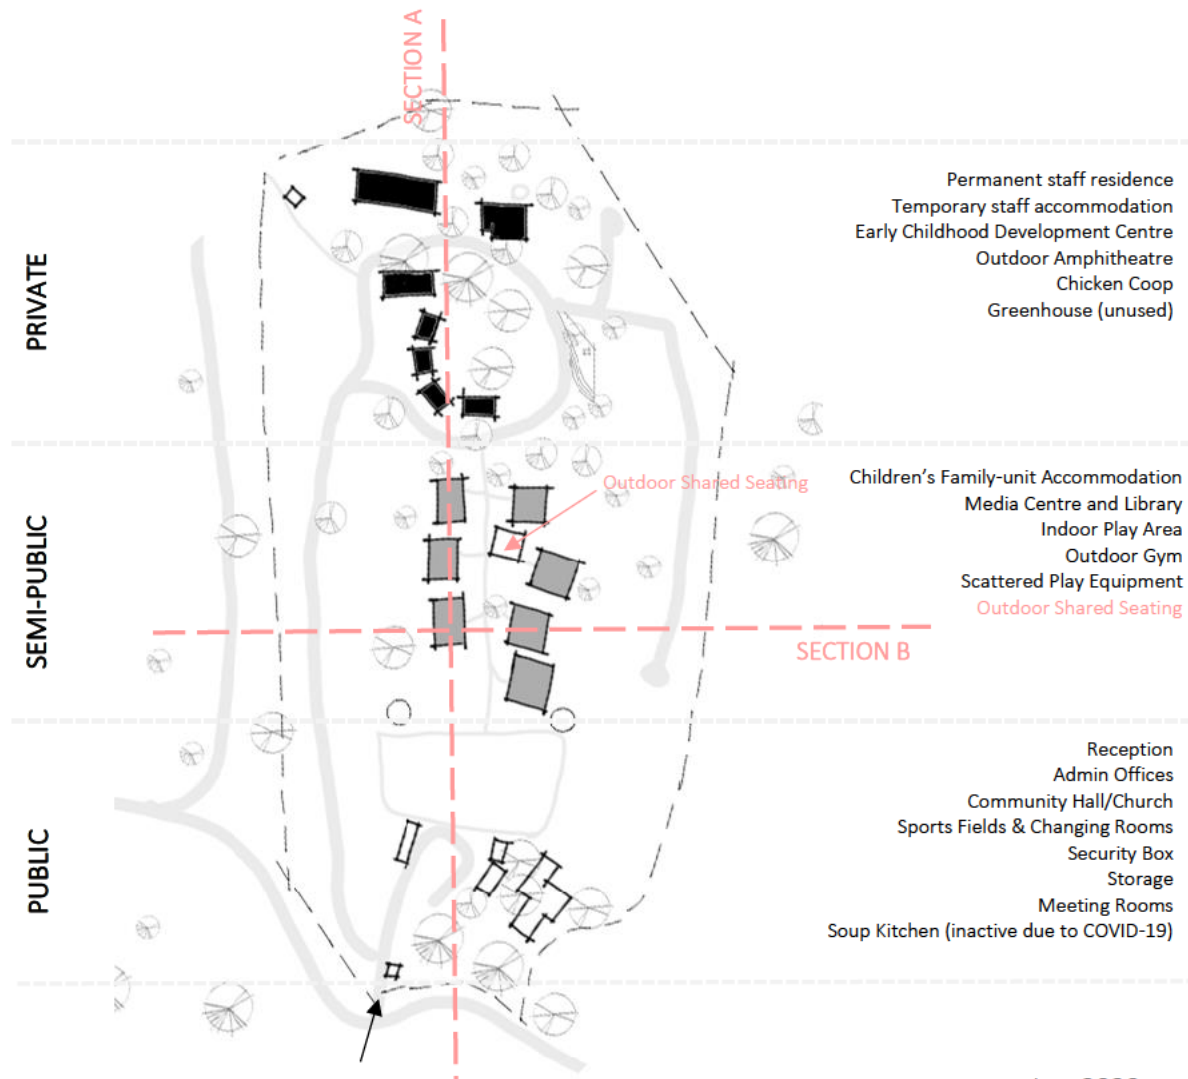 SECTION A
PRIVATE
Permanent staff residence
Temporary staff accommodation
Early Childhood Development Centre
Outdoor Amphitheatre
Chicken Coop
Greenhouse (unused)
SEMI-PUBLIC
Outdoor Shared Seating
Children's Family-unit Accommodation
Media Centre and Library
Indoor Play Area
Outdoor Gym
Scattered Play Equipment
Outdoor Shared Seating
SECTION B
PUBLIC
Reception
Admin Offices
Community Hall/Church
Sports Fields & Changing Rooms
Security Box
Storage
Meeting Rooms
Soup Kitchen (inactive due to COVID-19)